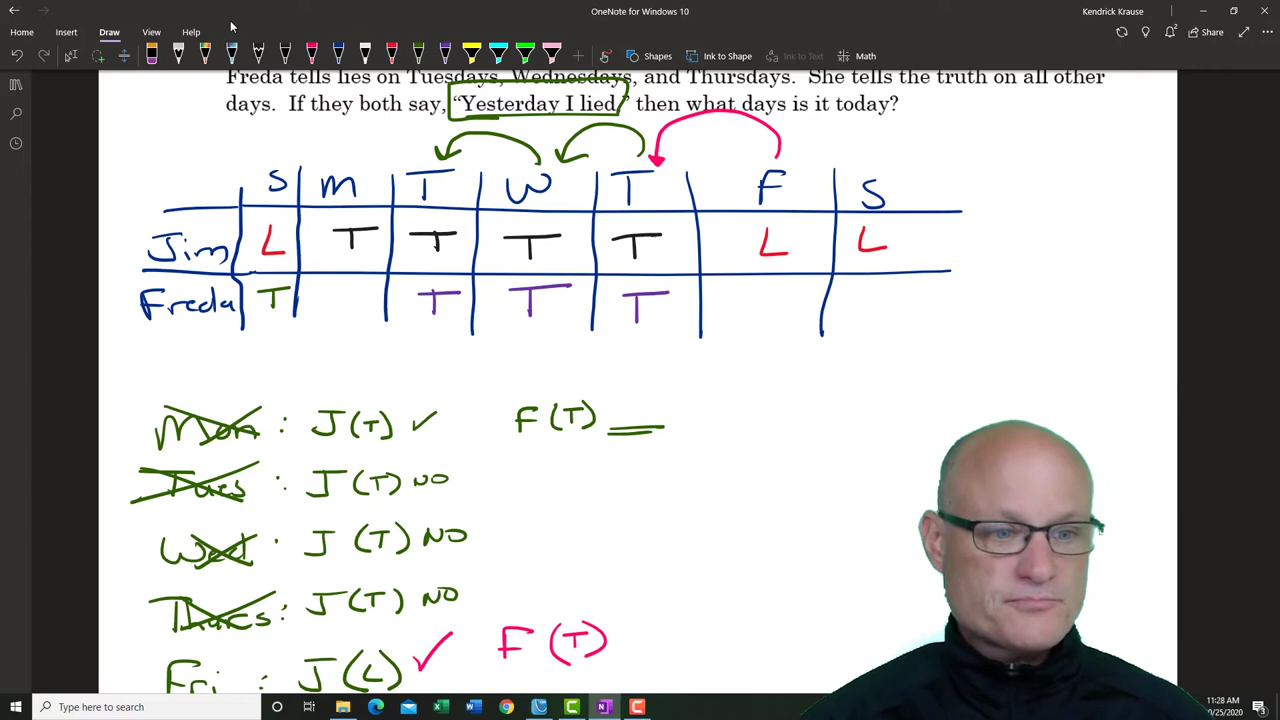 OneNote for Windows 10
Kendrick Krause
Home Insert Draw View Help
Share
Shapes Ink to Shape Ink to Text Math
Freda tells lies on Tuesdays, Wednesdays, and Thursdays. She tells the truth on all other
days. If they both say, “Yesterday I lied,” then what days is it today?
S M T W T F S
Jim L T T T T L L
Freda T T T T
Mon : J(T) ✓ F(T)
Tues : J(T) NO
Wed : J(T) NO
Thurs : J(T) NO
Fri : J(L) ✓ F(T)
Type here to search
11:28 AM
10/25/2020